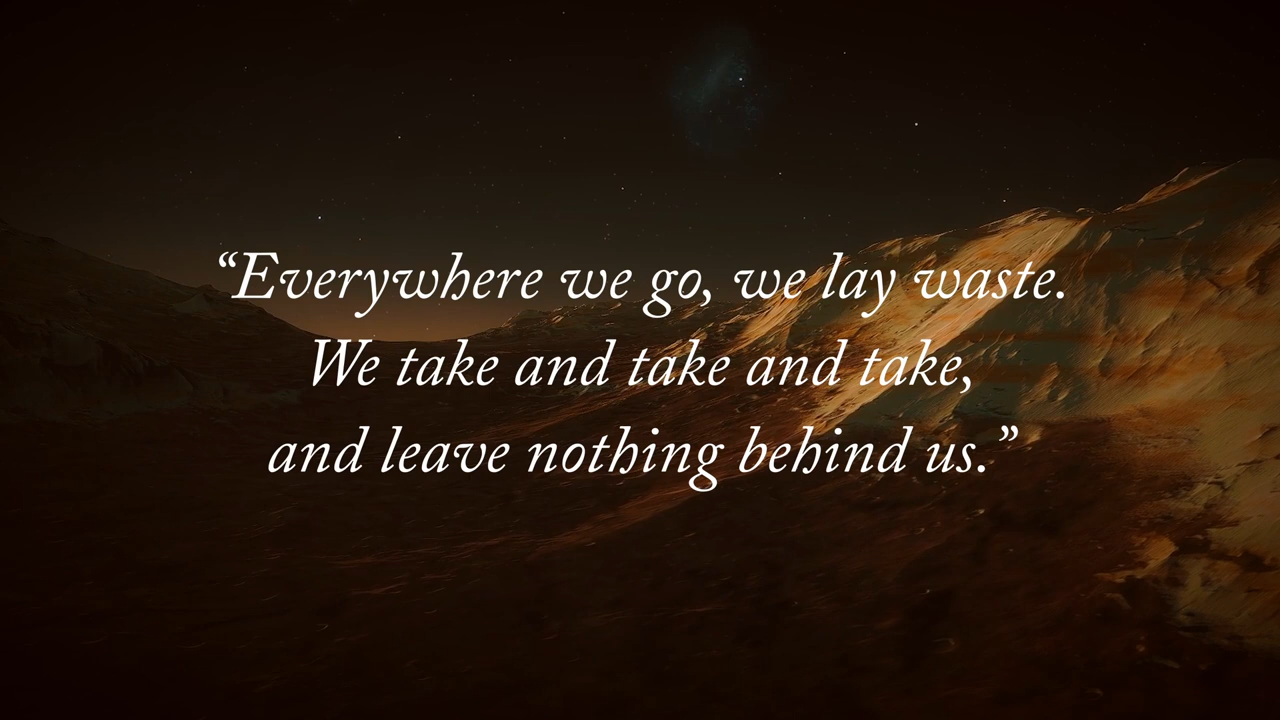 “Everywhere we go, we lay waste.
We take and take and take,
and leave nothing behind us.”